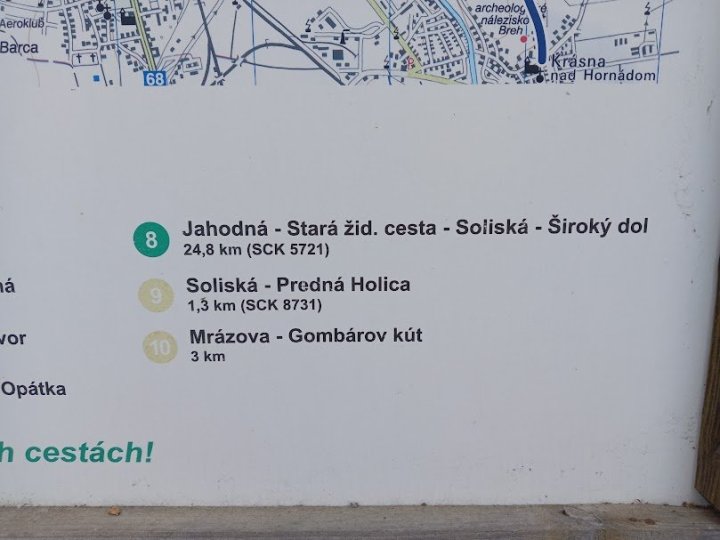 Aeroklub
Barca
68
archeologické
nálezisko
Breh
Krásna
nad Hornádom
8 Jahodná - Stará žid. cesta - Soliská - Široký dol
24,8 km (SCK 5721)
9 Soliská - Predná Holica
1,3 km (SCK 8731)
10 Mrázova - Gombárov kút
3 km
ná
vor
Opátka
h cestách!